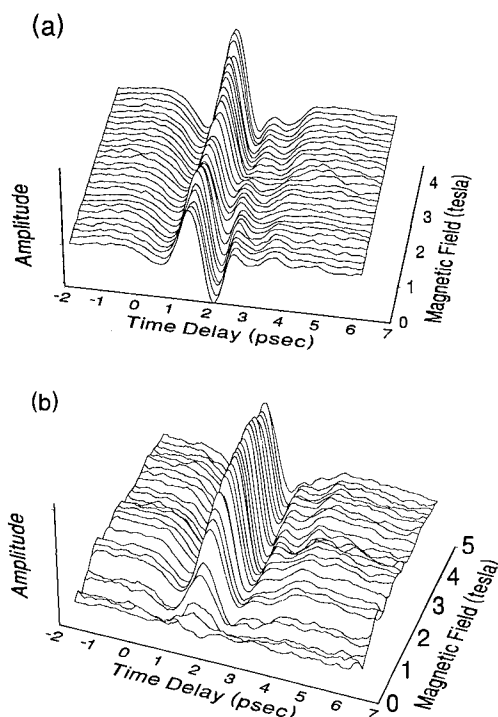 (a)
Amplitude
-2 -1 0 1 2 3 4 5 6 7
Time Delay (psec)
0 1 2 3 4
Magnetic Field (tesla)
(b)
Amplitude
-2 -1 0 1 2 3 4 5 6 7
Time Delay (psec)
0 1 2 3 4 5
Magnetic Field (tesla)